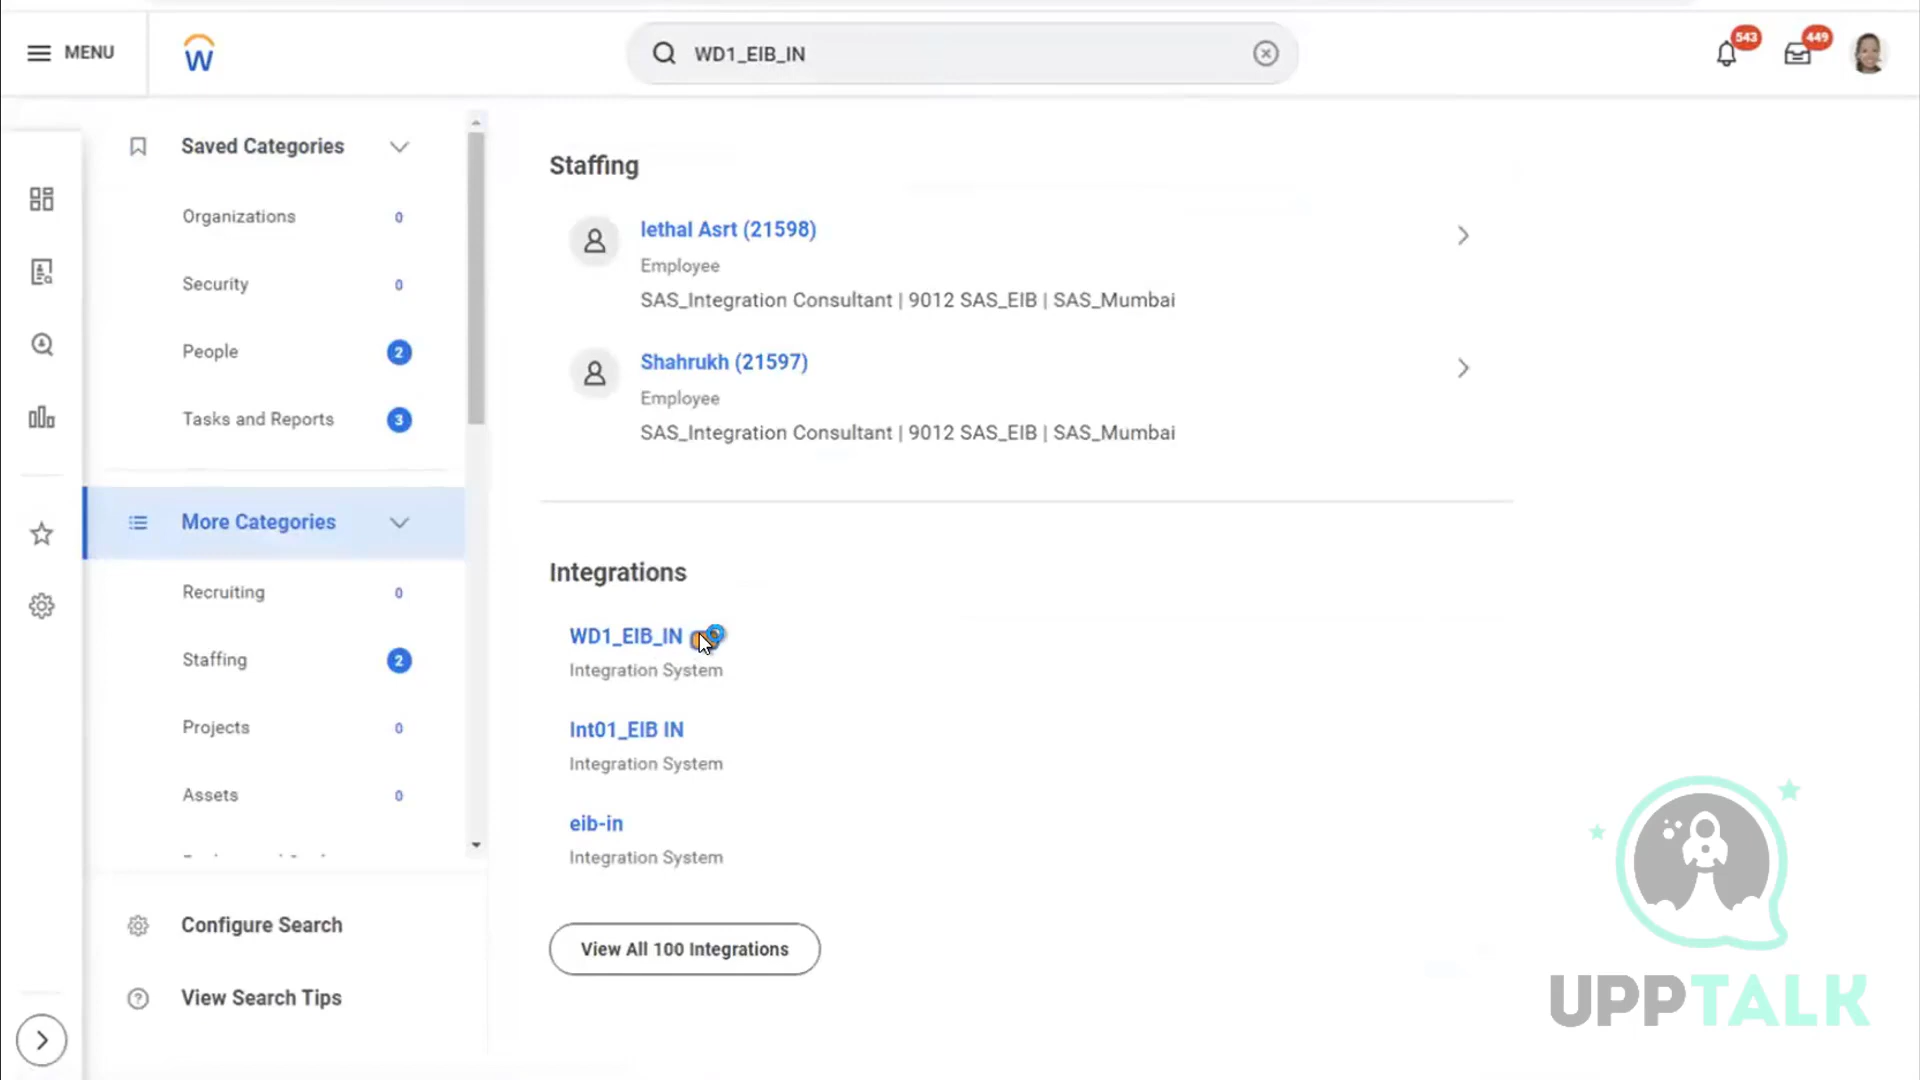 MENU
WD1_EIB_IN
543
449
Saved Categories
Organizations 0
Security 0
People 2
Tasks and Reports 3
More Categories
Recruiting 0
Staffing 2
Projects 0
Assets 0
Configure Search
View Search Tips
Staffing
lethal Asrt (21598)
Employee
SAS_Integration Consultant | 9012 SAS_EIB | SAS_Mumbai
Shahrukh (21597)
Employee
SAS_Integration Consultant | 9012 SAS_EIB | SAS_Mumbai
Integrations
WD1_EIB_IN
Integration System
Int01_EIB IN
Integration System
eib-in
Integration System
View All 100 Integrations
UPPTALK